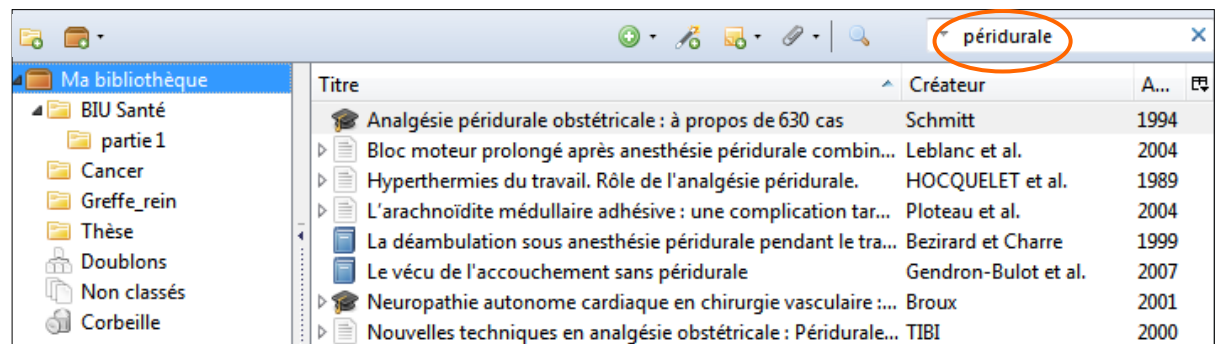 péridurale
Ma bibliothèque
BIU Santé
partie 1
Cancer
Greffe_rein
Thèse
Doublons
Non classés
Corbeille
Titre Créateur A...
Analgésie péridurale obstétricale : à propos de 630 cas Schmitt 1994
Bloc moteur prolongé après anesthésie péridurale combin... Leblanc et al. 2004
Hyperthermies du travail. Rôle de l'analgésie péridurale. HOCQUELET et al. 1989
L'arachnoïdite médullaire adhésive : une complication tar... Ploteau et al. 2004
La déambulation sous anesthésie péridurale pendant le tra... Bezirard et Charre 1999
Le vécu de l'accouchement sans péridurale Gendron-Bulot et al. 2007
Neuropathie autonome cardiaque en chirurgie vasculaire :... Broux 2001
Nouvelles techniques en analgésie obstétricale : Péridurale... TIBI 2000